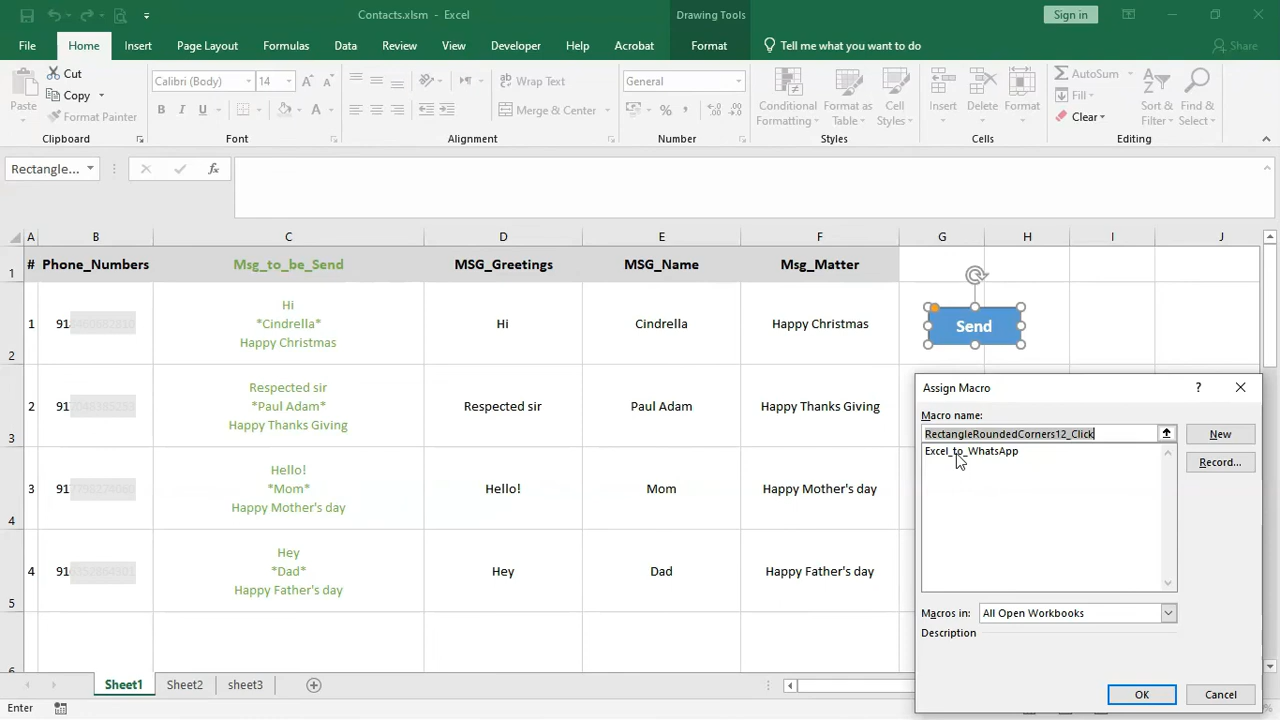 Contacts.xlsm - Excel
Drawing Tools
Sign in
File
Home
Insert
Page Layout
Formulas
Data
Review
View
Developer
Help
Acrobat
Format
Tell me what you want to do
Share
Paste
Cut
Copy
Format Painter
Clipboard
Calibri (Body)
14
B
I
U
Font
Wrap Text
Merge & Center
Alignment
General
%
Number
Conditional
Formatting
Format as
Table
Cell
Styles
Styles
Insert
Delete
Format
Cells
AutoSum
Fill
Clear
Sort &
Filter
Find &
Select
Editing
Rectangle...
fx
A B C D E F G H I J
1 # Phone_Numbers Msg_to_be_Send MSG_Greetings MSG_Name Msg_Matter
2
1
91
Hi
*Cindrella*
Happy Christmas
Hi
Cindrella
Happy Christmas
Send
3
2
91
Respected sir
*Paul Adam*
Happy Thanks Giving
Respected sir
Paul Adam
Happy Thanks Giving
4
3
91
Hello!
*Mom*
Happy Mother's day
Hello!
Mom
Happy Mother's day
5
4
91
Hey
*Dad*
Happy Father's day
Hey
Dad
Happy Father's day
Assign Macro
?
Macro name:
RectangleRoundedCorners12_Click
New
Excel_to_WhatsApp
Record...
Macros in:
All Open Workbooks
Description
OK
Cancel
Sheet1
Sheet2
sheet3
Enter